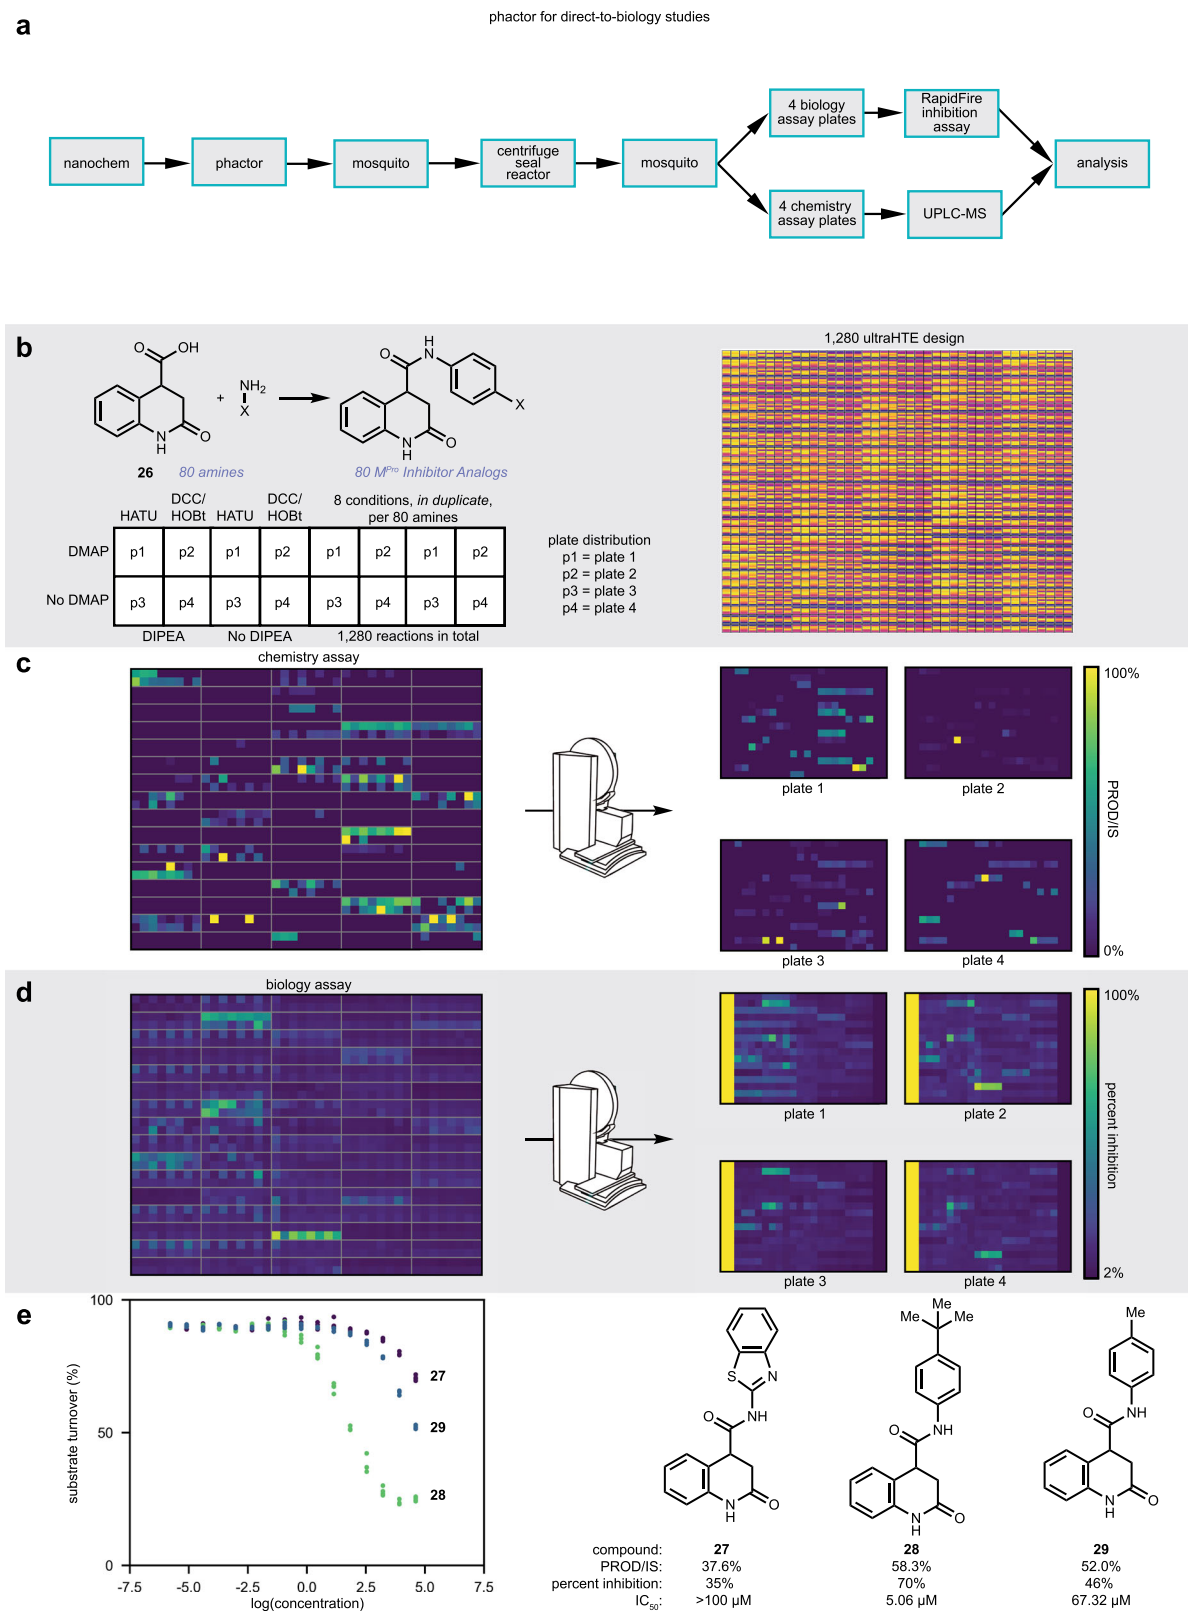 phactor for direct-to-biology studies
a
nanochem
phactor
mosquito
centrifuge
seal
reactor
mosquito
4 biology
assay plates
RapidFire
inhibition
assay
4 chemistry
assay plates
UPLC-MS
analysis
b
O
OH
N
H
O
+
NH2
X
26
80 amines
O
H
N
X
N
H
O
80 MPro Inhibitor Analogs
8 conditions, in duplicate,
per 80 amines
HATU
DCC/
HOBt
HATU
DCC/
HOBt
DMAP
p1 p2 p1 p2 p1 p2 p1 p2
No DMAP
p3 p4 p3 p4 p3 p4 p3 p4
DIPEA
No DIPEA
1,280 reactions in total
plate distribution
p1 = plate 1
p2 = plate 2
p3 = plate 3
p4 = plate 4
1,280 ultraHTE design
c
chemistry assay
plate 1
plate 2
plate 3
plate 4
100%
PROD/IS
0%
d
biology assay
plate 1
plate 2
plate 3
plate 4
100%
percent inhibition
2%
e
substrate turnover (%)
100
50
0
-7.5 -5.0 -2.5 0.0 2.5 5.0 7.5
log(concentration)
27
29
28
S
N
O
NH
N
H
O
Me
Me
Me
O
NH
N
H
O
Me
O
NH
N
H
O
compound: 27 28 29
PROD/IS: 37.6% 58.3% 52.0%
percent inhibition: 35% 70% 46%
IC50: >100 µM 5.06 µM 67.32 µM